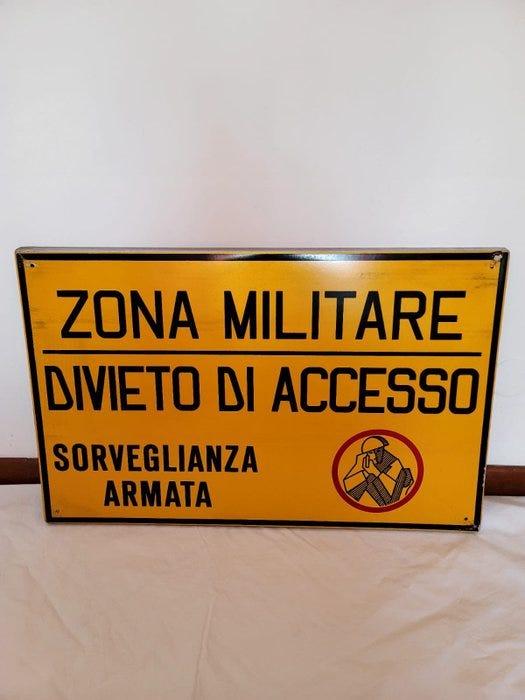 ZONA MILITARE
DIVIETO DI ACCESSO
SORVEGLIANZA
ARMATA